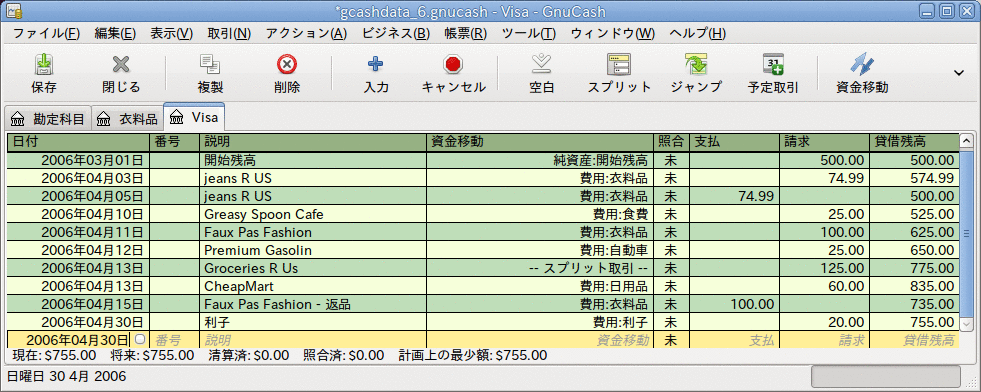 *gcashdata_6.gnucash - Visa - GnuCash
ファイル(F) 編集(E) 表示(V) 取引(N) アクション(A) ビジネス(B) 帳票(R) ツール(T) ウィンドウ(W) ヘルプ(H)
保存 閉じる 複製 削除 入力 キャンセル 空白 スプリット ジャンプ 予定取引 資金移動
勘定科目 衣料品 Visa
日付 番号 説明 資金移動 照合 支払 請求 貸借残高
2006年03月01日 開始残高 純資産:開始残高 未 500.00 500.00
2006年04月03日 jeans R US 費用:衣料品 未 74.99 574.99
2006年04月05日 jeans R US 費用:衣料品 未 74.99 500.00
2006年04月10日 Greasy Spoon Cafe 費用:食費 未 25.00 525.00
2006年04月11日 Faux Pas Fashion 費用:衣料品 未 100.00 625.00
2006年04月12日 Premium Gasolin 費用:自動車 未 25.00 650.00
2006年04月13日 Groceries R Us -- スプリット取引 -- 未 125.00 775.00
2006年04月13日 CheapMart 費用:日用品 未 60.00 835.00
2006年04月15日 Faux Pas Fashion - 返品 費用:衣料品 未 100.00 735.00
2006年04月30日 利子 費用:利子 未 20.00 755.00
2006年04月30日 番号 説明 資金移動 未 支払 請求 貸借残高
現在: $755.00 将来: $755.00 清算済: $0.00 照合済: $0.00 計画上の最少額: $755.00
日曜日 30 4月 2006